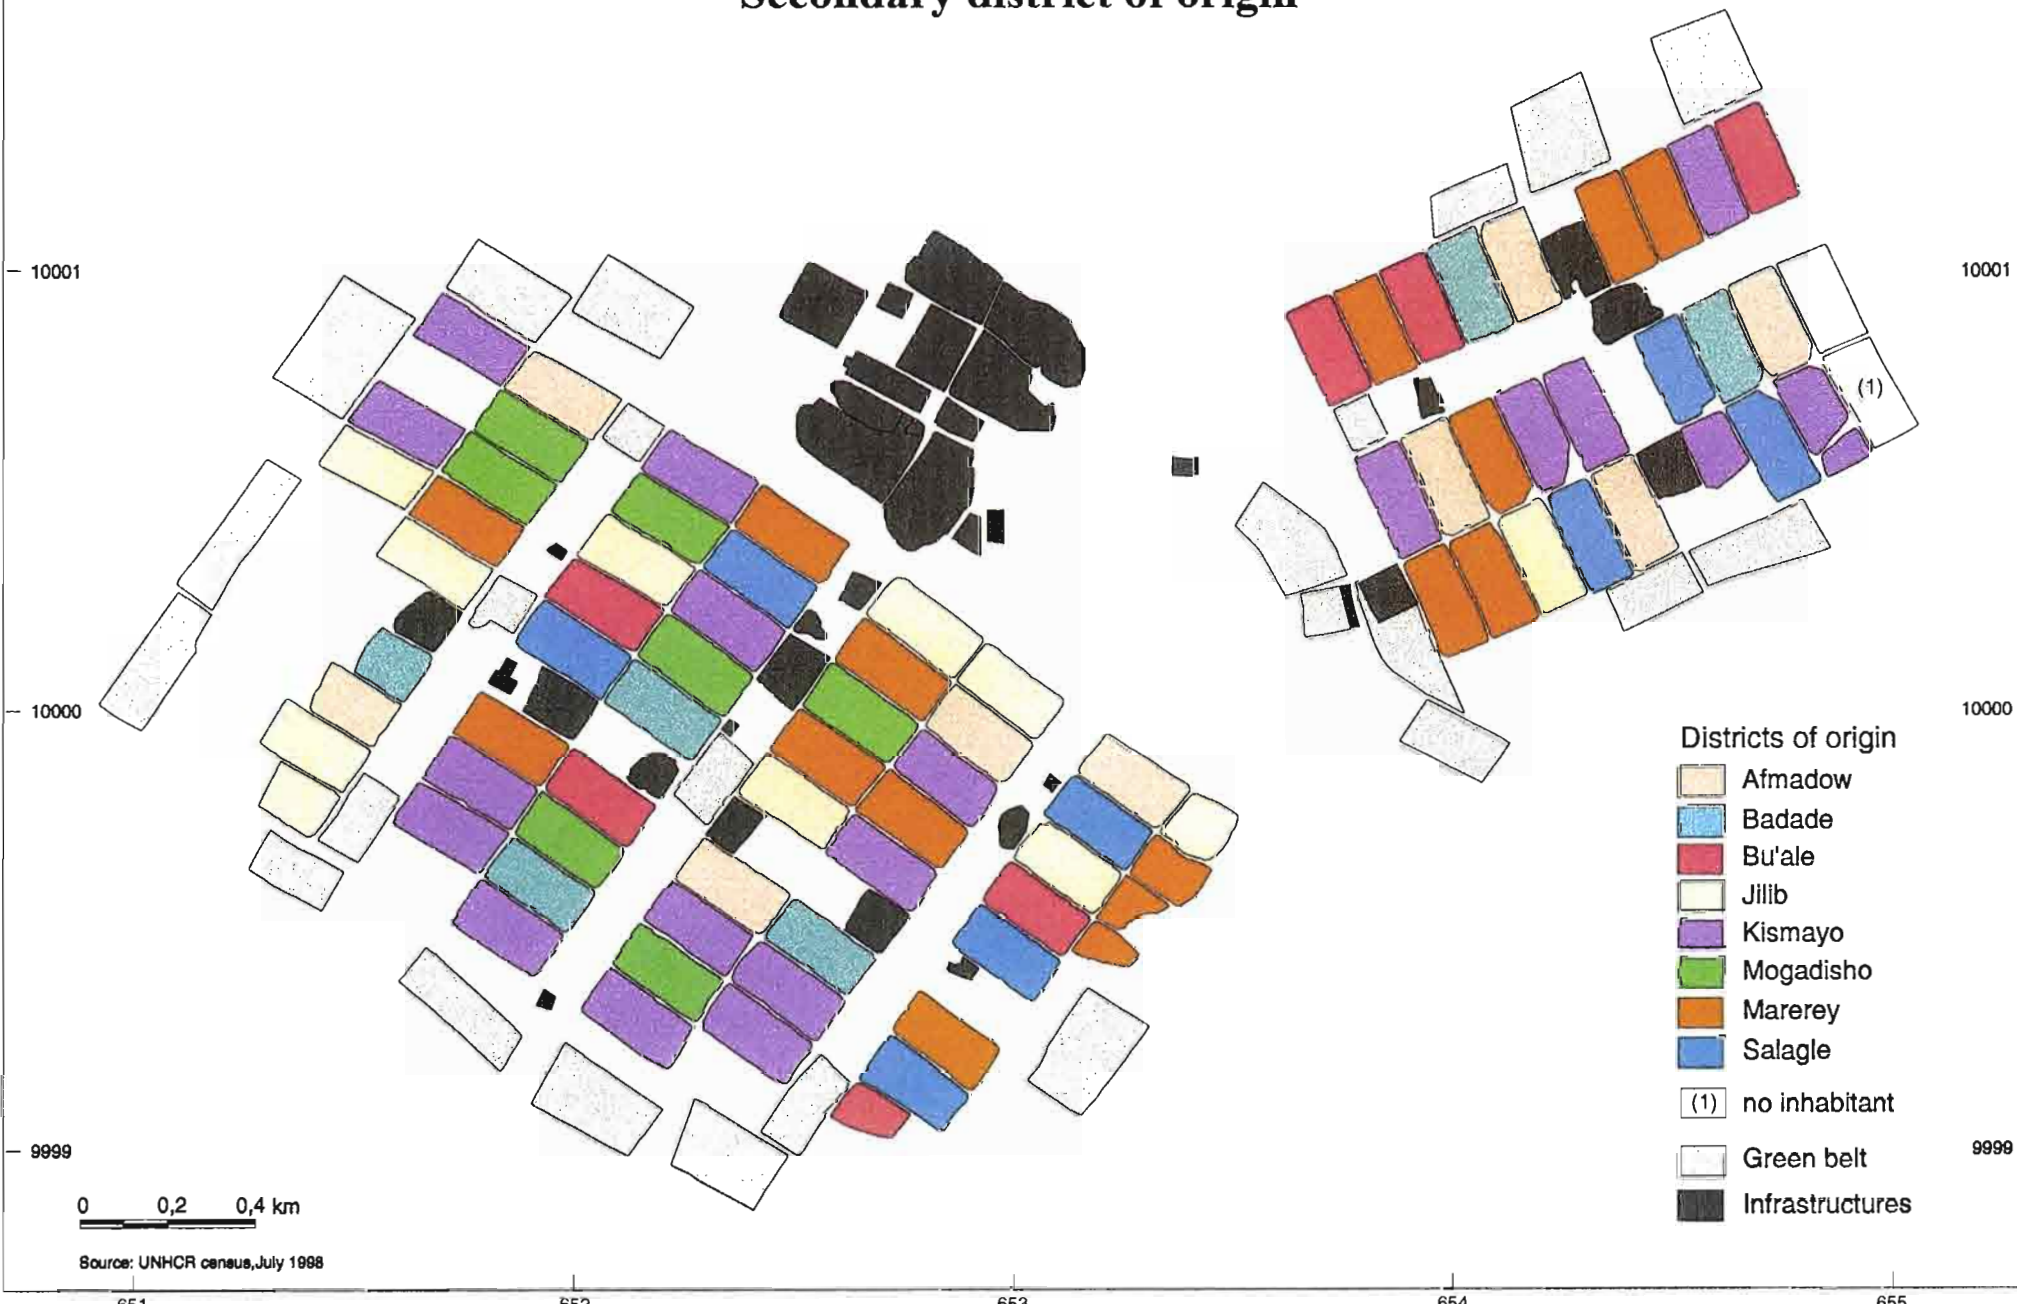 Secondary district of origin
10001
10001
(1)
10000
10000
Districts of origin
Afmadow
Badade
Bu'ale
Jilib
Kismayo
Mogadisho
Marerey
Salagle
(1) no inhabitant
Green belt
Infrastructures
9999
9999
0 0,2 0,4 km
Source: UNHCR census,July 1998
651 652 653 654 655